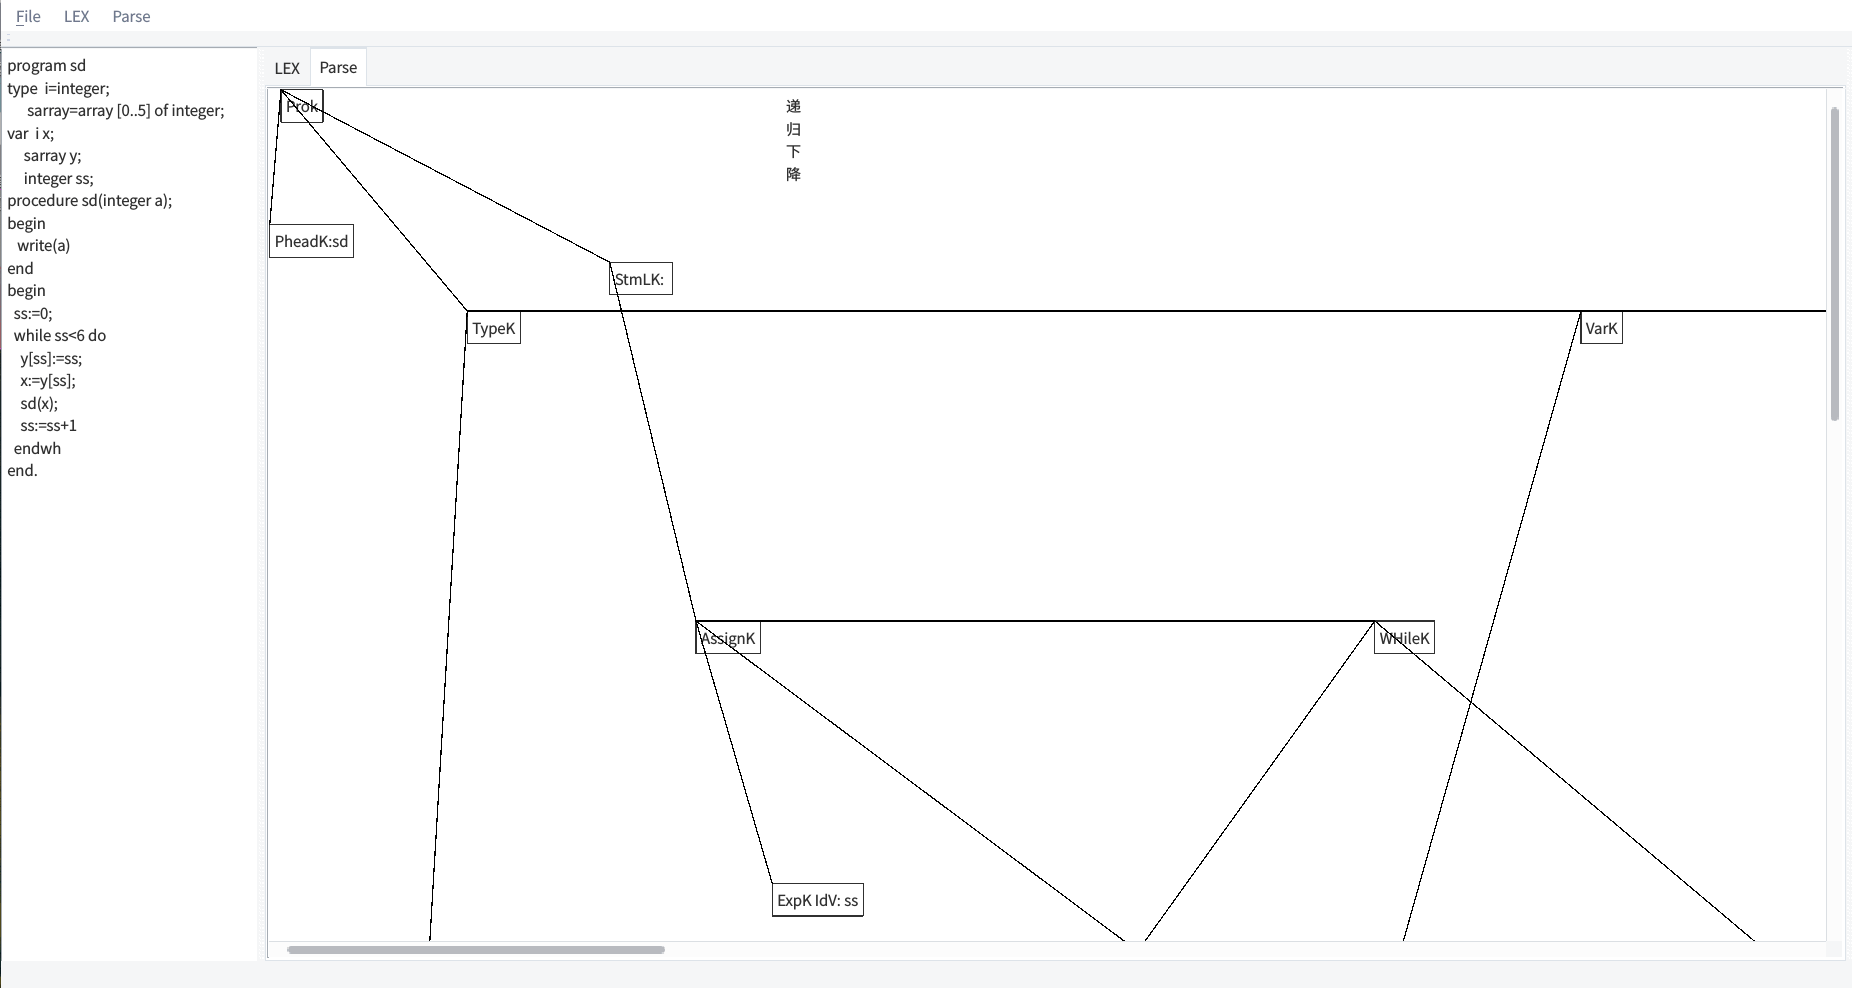 File LEX Parse
program sd
type  i=integer;
sarray=array [0..5] of integer;
var  i x;
sarray y;
integer ss;
procedure sd(integer a);
begin
write(a)
end
begin
ss:=0;
while ss<6 do
y[ss]:=ss;
x:=y[ss];
sd(x);
ss:=ss+1
endwh
end.
LEX Parse
Prok
递
归
下
降
PheadK:sd
StmLK:
TypeK
VarK
AssignK
WHileK
ExpK IdV: ss